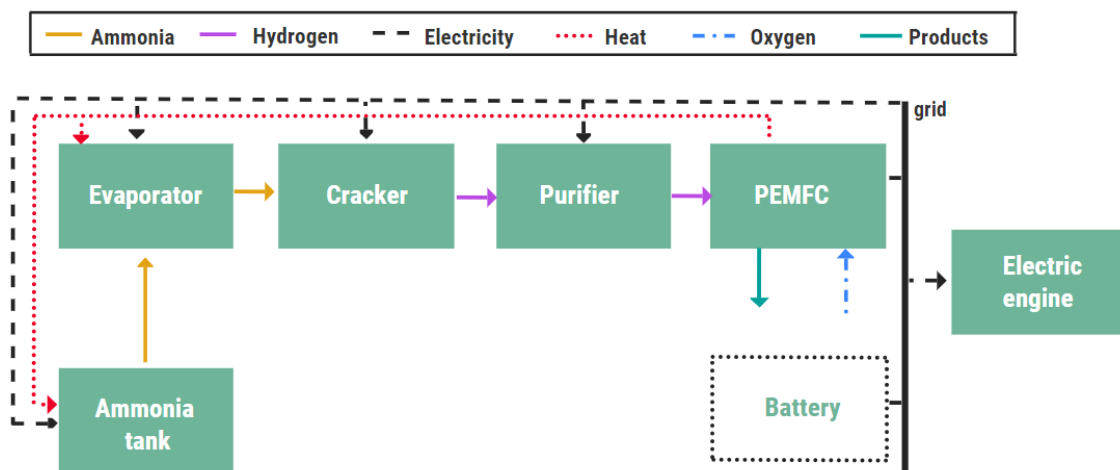 Ammonia Hydrogen Electricity Heat Oxygen Products
grid
Evaporator Cracker Purifier PEMFC
Electric
engine
Ammonia
tank
Battery